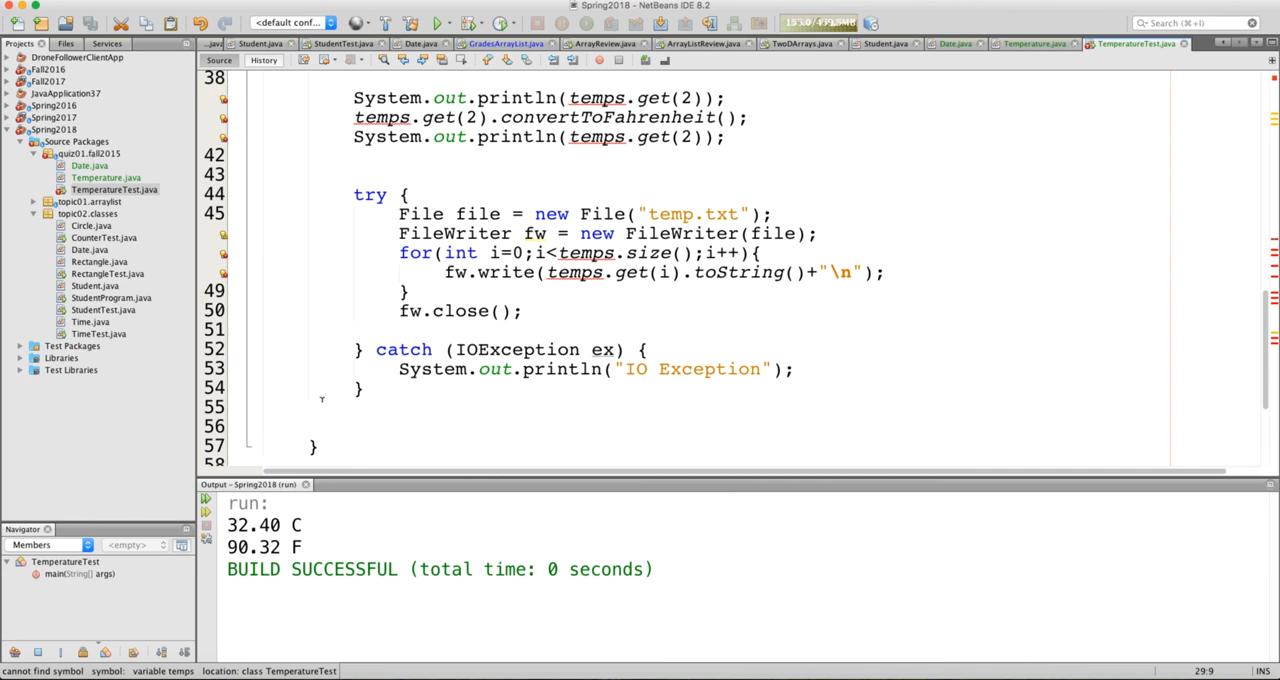 Spring2018 - NetBeans IDE 8.2
<default conf...
153.0/459.5MB
Search (⌘+I)
Projects
Files
Services
...java
Student.java
StudentTest.java
Date.java
GradesArrayList.java
ArrayReview.java
ArrayListReview.java
TwoDArrays.java
Student.java
Date.java
Temperature.java
TemperatureTest.java
Source
History
DroneFollowerClientApp
Fall2016
Fall2017
JavaApplication37
Spring2016
Spring2017
Spring2018
Source Packages
quiz01.fall2015
Date.java
Temperature.java
TemperatureTest.java
topic01.arraylist
topic02.classes
Circle.java
CounterTest.java
Date.java
Rectangle.java
RectangleTest.java
Student.java
StudentProgram.java
StudentTest.java
Time.java
TimeTest.java
Test Packages
Libraries
Test Libraries
38
System.out.println(temps.get(2));
temps.get(2).convertToFahrenheit();
System.out.println(temps.get(2));
42
43
44 try {
45 File file = new File("temp.txt");
FileWriter fw = new FileWriter(file);
for(int i=0;i<temps.size();i++){
fw.write(temps.get(i).toString()+"\n");
49 }
50 fw.close();
51
52 } catch (IOException ex) {
53 System.out.println("IO Exception");
54 }
55
56
57 }
58
Output - Spring2018 (run)
run:
32.40 C
90.32 F
BUILD SUCCESSFUL (total time: 0 seconds)
Navigator
Members
<empty>
TemperatureTest
main(String[] args)
cannot find symbol symbol: variable temps location: class TemperatureTest
29:9
INS